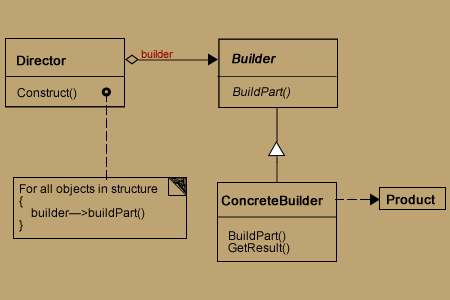 Director
builder
Builder
Construct()
BuildPart()
For all objects in structure
{
builder—>buildPart()
}
ConcreteBuilder
Product
BuildPart()
GetResult()